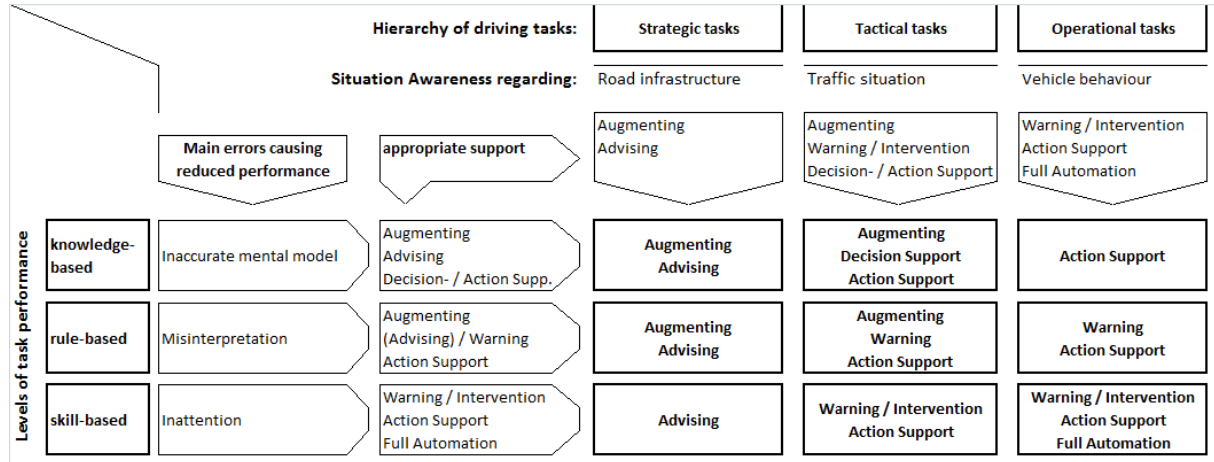 Hierarchy of driving tasks:
Strategic tasks
Tactical tasks
Operational tasks
Situation Awareness regarding:
Road infrastructure
Traffic situation
Vehicle behaviour
Main errors causing
reduced performance
appropriate support
Augmenting
Advising
Augmenting
Warning / Intervention
Decision- / Action Support
Warning / Intervention
Action Support
Full Automation
Levels of task performance
knowledge-
based
Inaccurate mental model
Augmenting
Advising
Decision- / Action Supp.
Augmenting
Advising
Augmenting
Decision Support
Action Support
Action Support
rule-based
Misinterpretation
Augmenting
(Advising) / Warning
Action Support
Augmenting
Advising
Augmenting
Warning
Action Support
Warning
Action Support
skill-based
Inattention
Warning / Intervention
Action Support
Full Automation
Advising
Warning / Intervention
Action Support
Warning / Intervention
Action Support
Full Automation